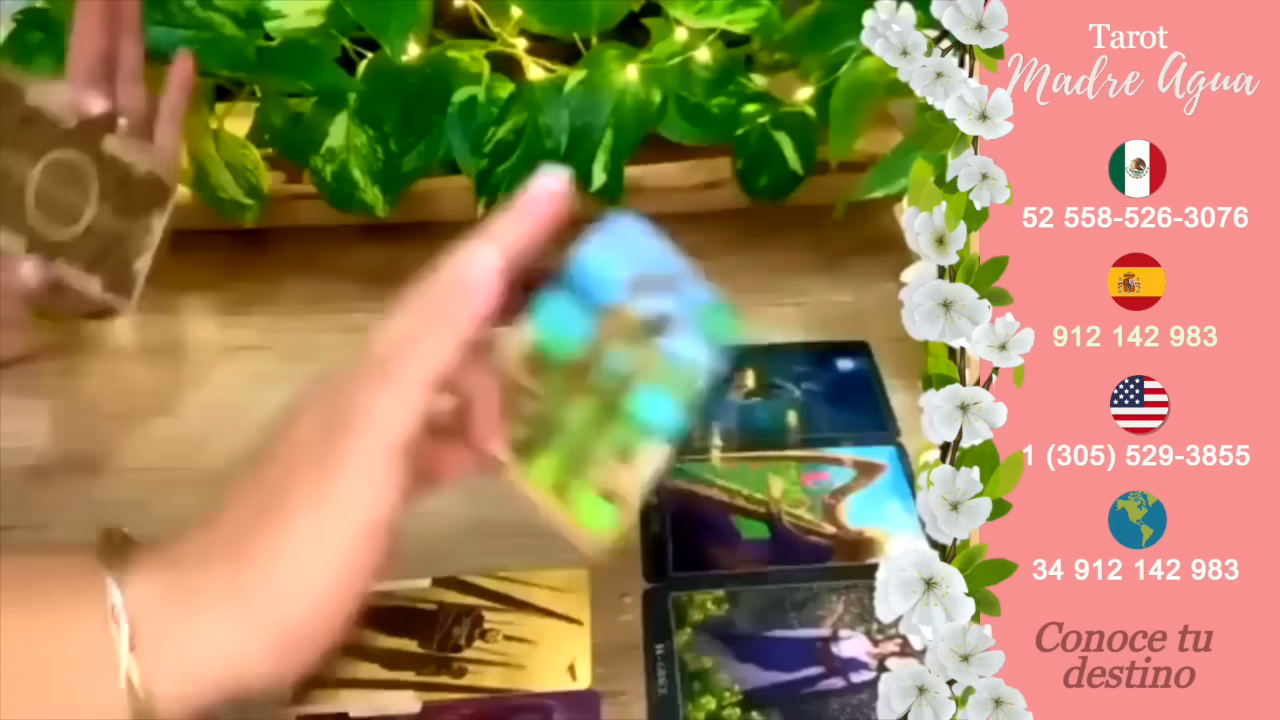 Tarot
Madre Agua
52 558-526-3076
912 142 983
1 (305) 529-3855
34 912 142 983
Conoce tu
destino